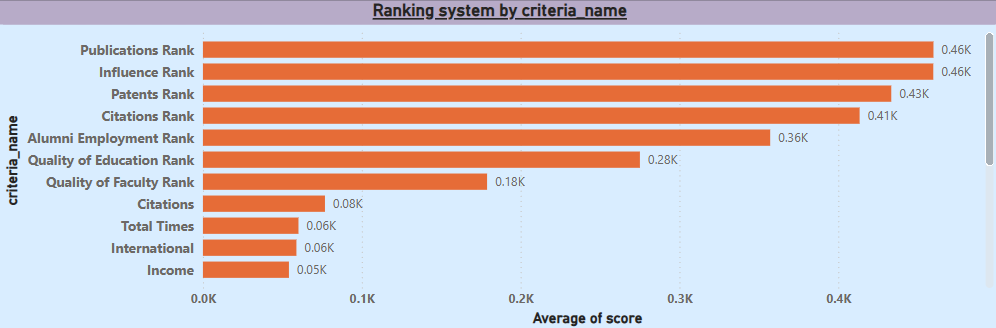 Ranking system by criteria_name
criteria_name
Publications Rank 0.46K
Influence Rank 0.46K
Patents Rank 0.43K
Citations Rank 0.41K
Alumni Employment Rank 0.36K
Quality of Education Rank 0.28K
Quality of Faculty Rank 0.18K
Citations 0.08K
Total Times 0.06K
International 0.06K
Income 0.05K
0.0K 0.1K 0.2K 0.3K 0.4K
Average of score